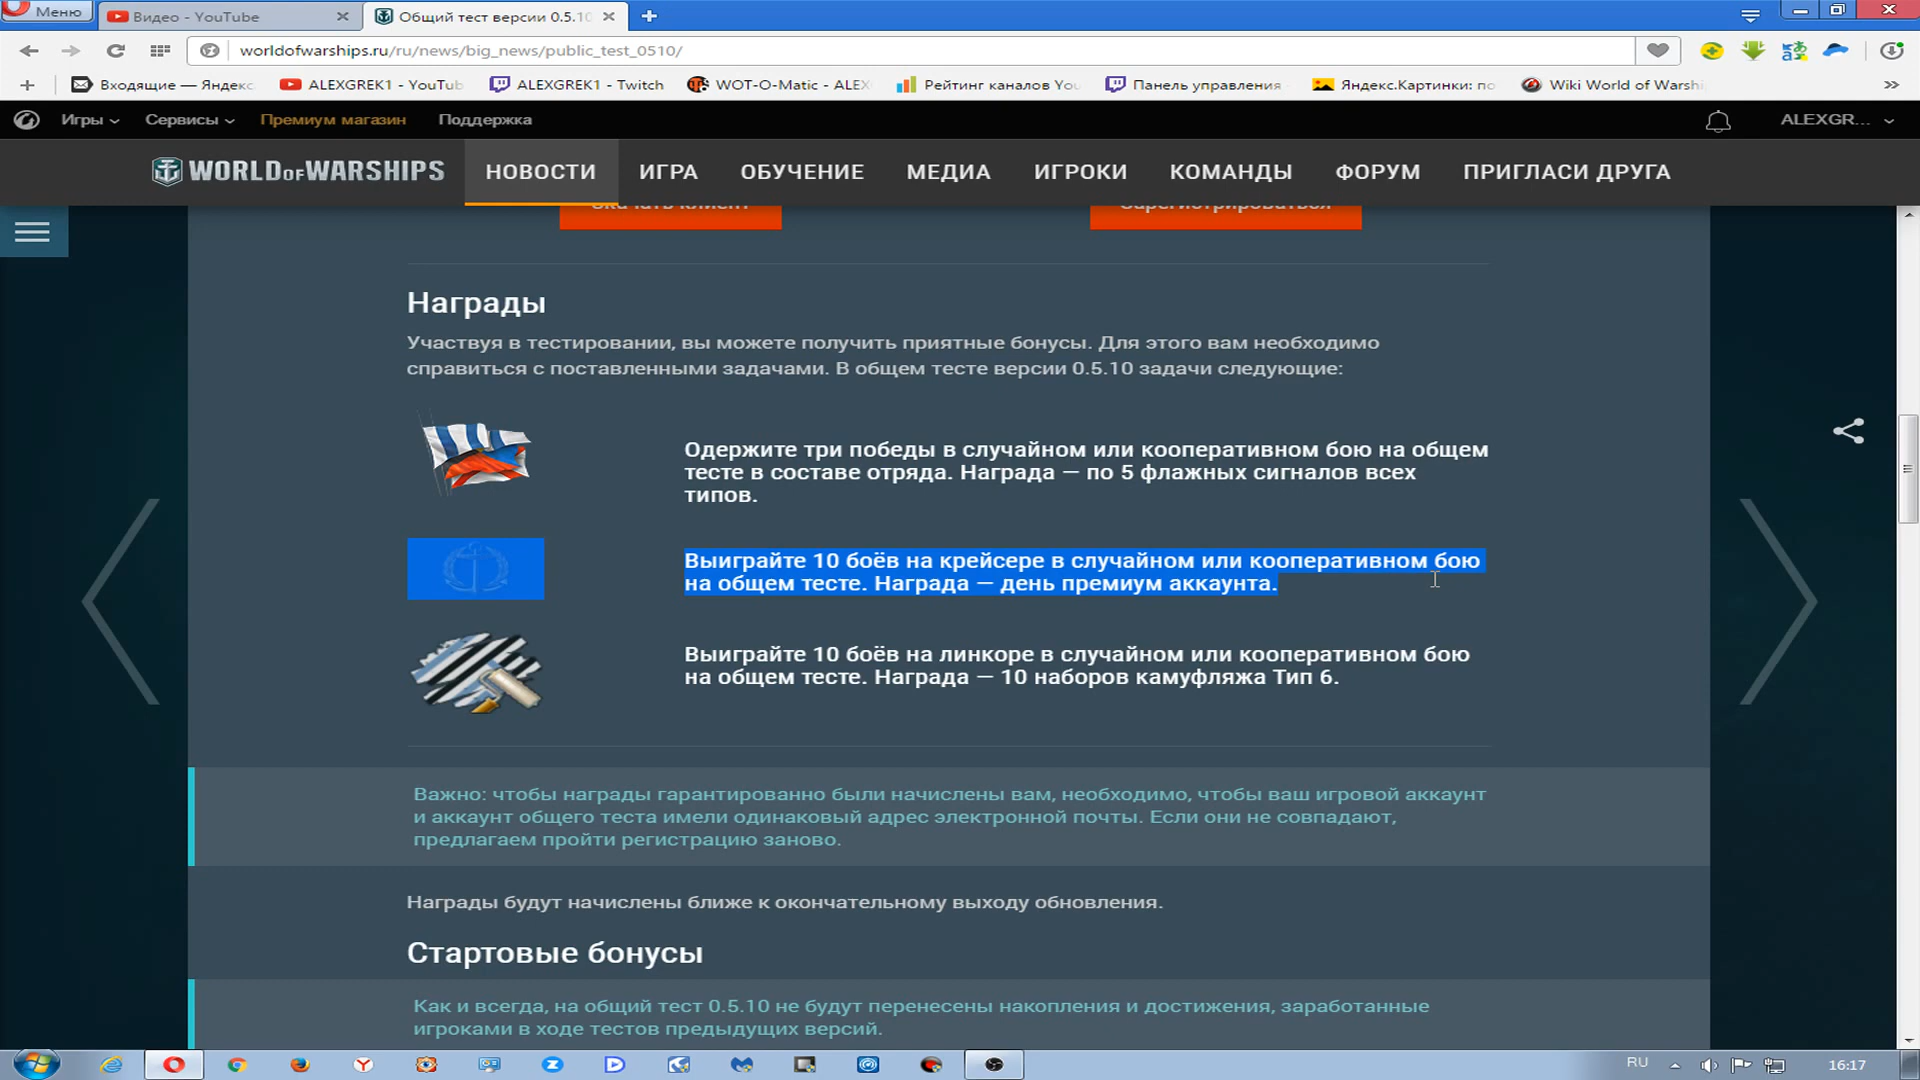 Меню
Видео - YouTube
Общий тест версии 0.5.10
worldofwarships.ru/ru/news/big_news/public_test_0510/
Входящие — Яндекс
ALEXGREK1 - YouTub
ALEXGREK1 - Twitch
WOT-O-Matic - ALEX
Рейтинг каналов You
Панель управления
Яндекс.Картинки: по
Wiki World of Warshi
Игры
Сервисы
Премиум магазин
Поддержка
ALEXGR...
WORLD OF WARSHIPS
НОВОСТИ
ИГРА
ОБУЧЕНИЕ
МЕДИА
ИГРОКИ
КОМАНДЫ
ФОРУМ
ПРИГЛАСИ ДРУГА
Скачать клиент
Зарегистрироваться
Награды
Участвуя в тестировании, вы можете получить приятные бонусы. Для этого вам необходимо
справиться с поставленными задачами. В общем тесте версии 0.5.10 задачи следующие:
Одержите три победы в случайном или кооперативном бою на общем
тесте в составе отряда. Награда — по 5 флажных сигналов всех
типов.
Выиграйте 10 боёв на крейсере в случайном или кооперативном бою
на общем тесте. Награда — день премиум аккаунта.
Выиграйте 10 боёв на линкоре в случайном или кооперативном бою
на общем тесте. Награда — 10 наборов камуфляжа Тип 6.
Важно: чтобы награды гарантированно были начислены вам, необходимо, чтобы ваш игровой аккаунт
и аккаунт общего теста имели одинаковый адрес электронной почты. Если они не совпадают,
предлагаем пройти регистрацию заново.
Награды будут начислены ближе к окончательному выходу обновления.
Стартовые бонусы
Как и всегда, на общий тест 0.5.10 не будут перенесены накопления и достижения, заработанные
игроками в ходе тестов предыдущих версий.
RU
16:17